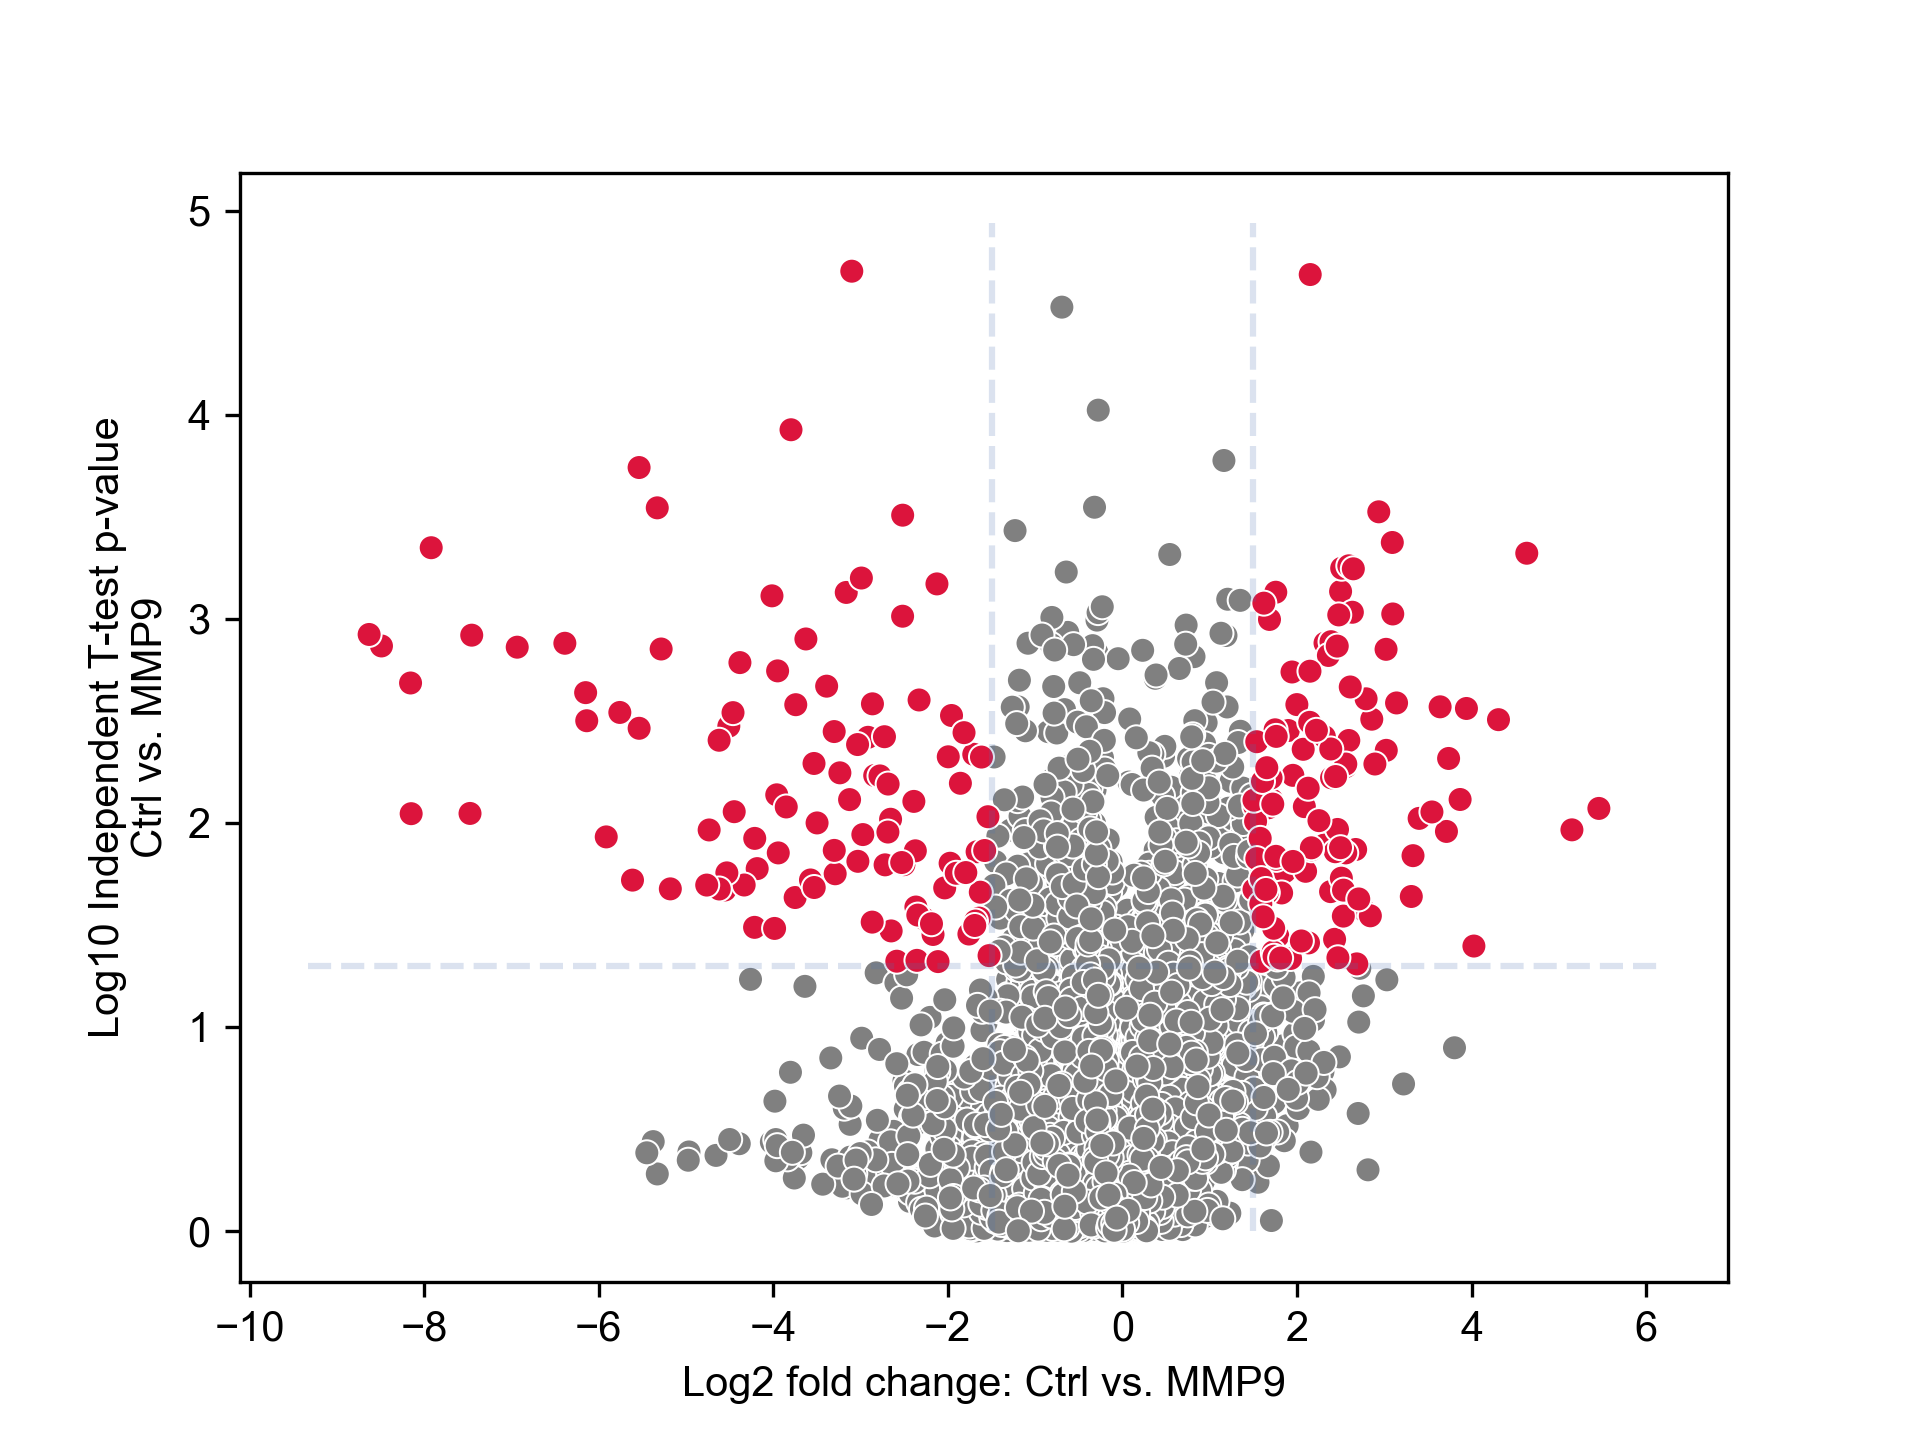 Log10 Independent T-test p-value
Ctrl vs. MMP9
5
4
3
2
1
0
−10 −8 −6 −4 −2 0 2 4 6
Log2 fold change: Ctrl vs. MMP9